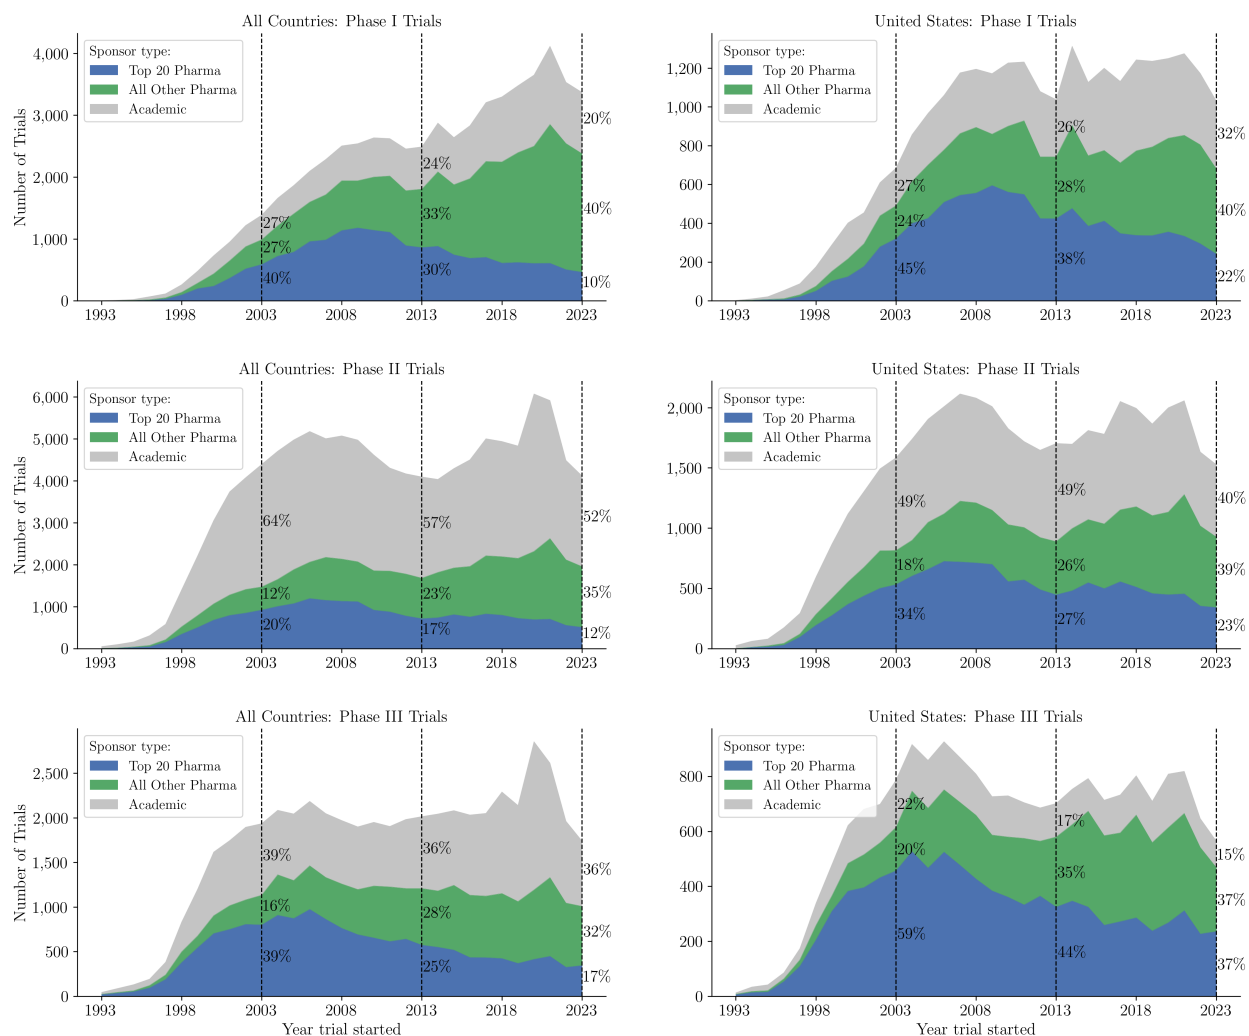 All Countries: Phase I Trials
Number of Trials
4,000
3,000
2,000
1,000
0
Sponsor type:
Top 20 Pharma
All Other Pharma
Academic
27%
27%
40%
24%
33%
30%
20%
40%
10%
1993 1998 2003 2008 2013 2018 2023
United States: Phase I Trials
1,200
1,000
800
600
400
200
0
Sponsor type:
Top 20 Pharma
All Other Pharma
Academic
27%
24%
45%
26%
28%
38%
32%
40%
22%
1993 1998 2003 2008 2013 2018 2023
All Countries: Phase II Trials
Number of Trials
6,000
5,000
4,000
3,000
2,000
1,000
0
Sponsor type:
Top 20 Pharma
All Other Pharma
Academic
64%
12%
20%
57%
23%
17%
52%
35%
12%
1993 1998 2003 2008 2013 2018 2023
United States: Phase II Trials
2,000
1,500
1,000
500
0
Sponsor type:
Top 20 Pharma
All Other Pharma
Academic
49%
18%
34%
49%
26%
27%
40%
39%
23%
1993 1998 2003 2008 2013 2018 2023
All Countries: Phase III Trials
Number of Trials
2,500
2,000
1,500
1,000
500
0
Sponsor type:
Top 20 Pharma
All Other Pharma
Academic
39%
16%
39%
36%
28%
25%
36%
32%
17%
1993 1998 2003 2008 2013 2018 2023
Year trial started
United States: Phase III Trials
800
600
400
200
0
Sponsor type:
Top 20 Pharma
All Other Pharma
Academic
22%
20%
59%
17%
35%
44%
15%
37%
37%
1993 1998 2003 2008 2013 2018 2023
Year trial started